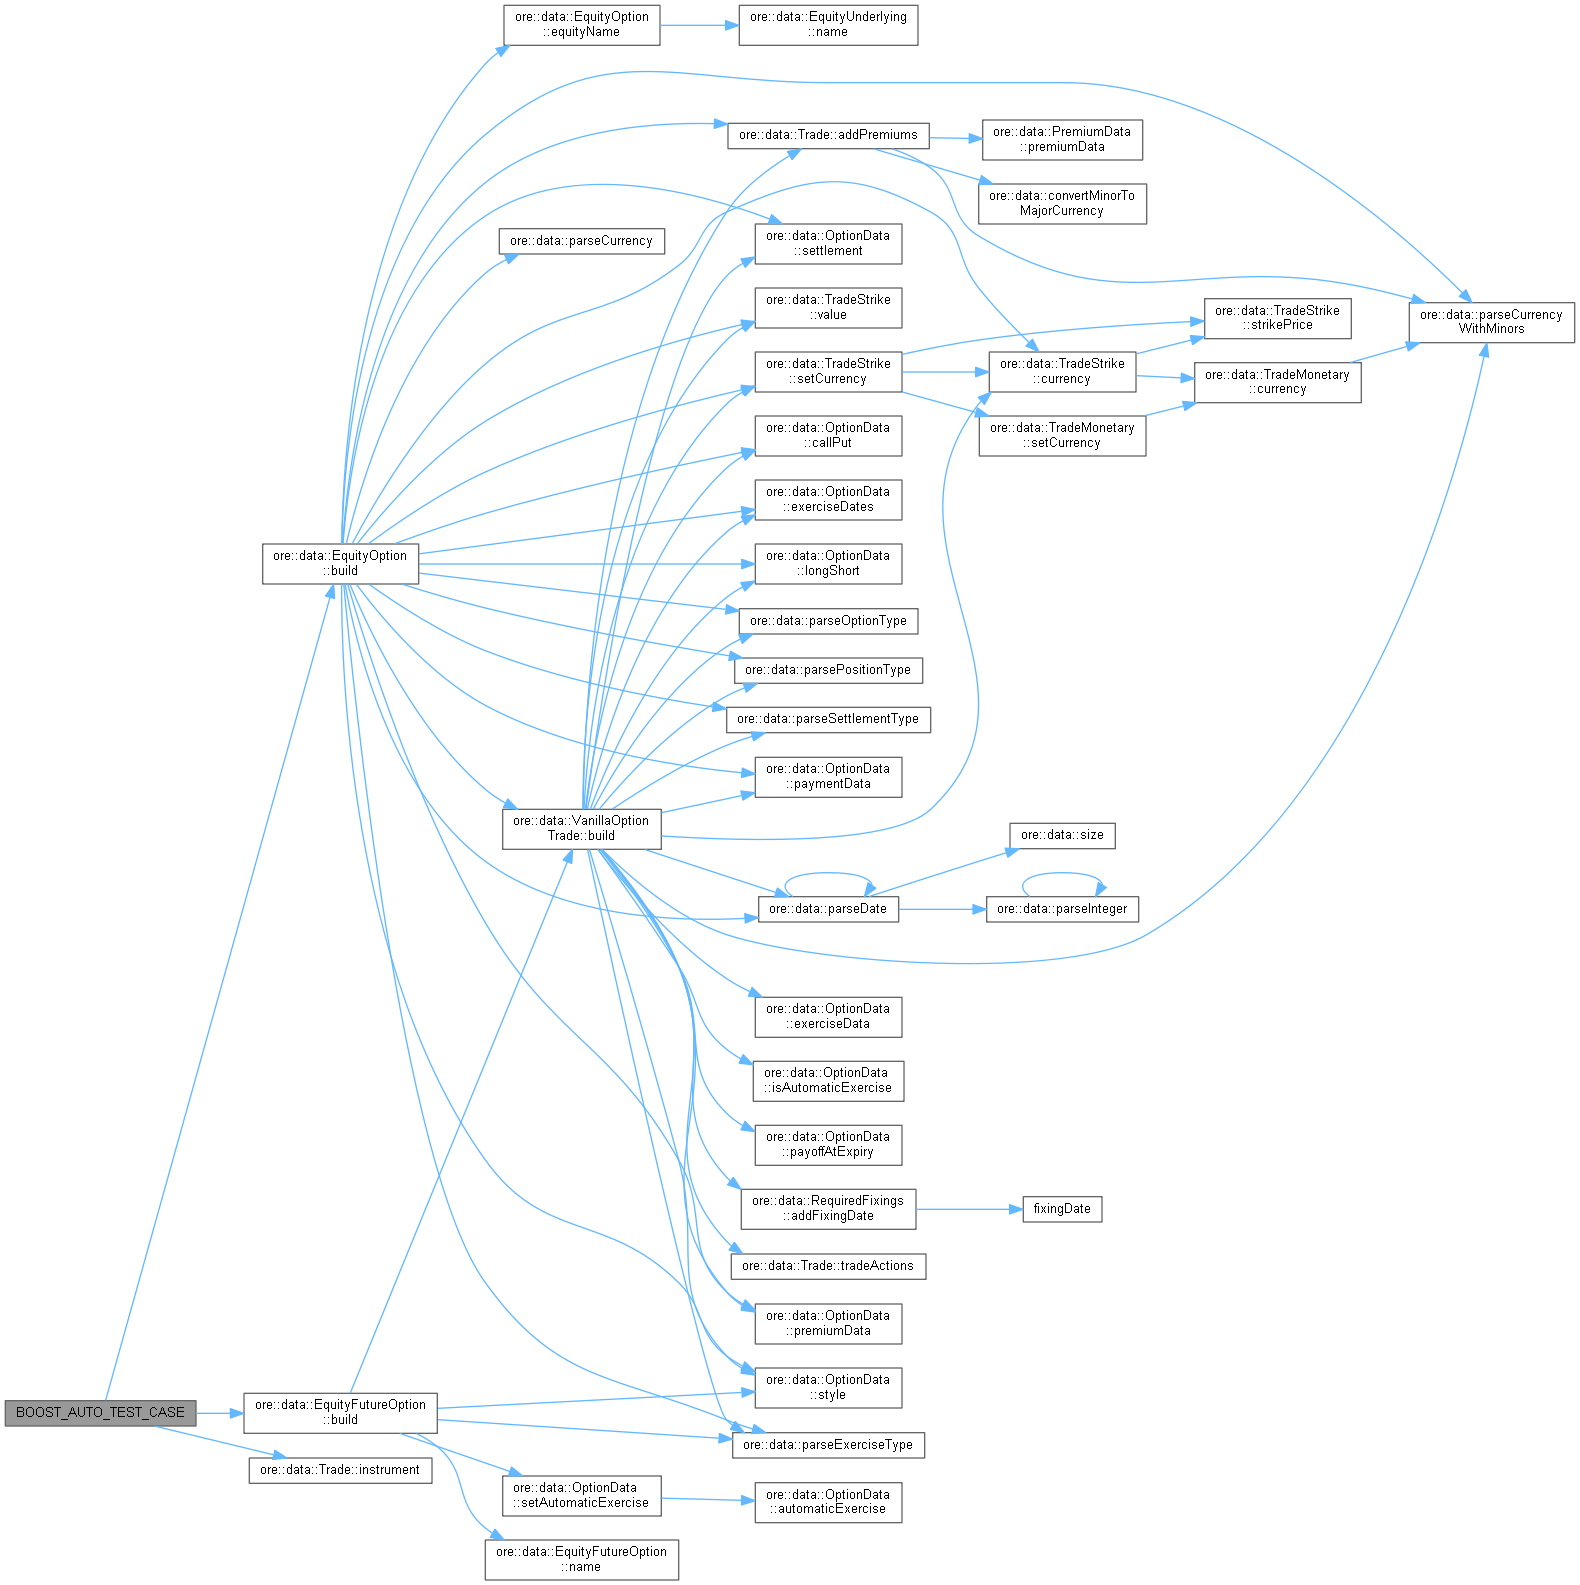 ore::data::EquityOption
::equityName
ore::data::EquityUnderlying
::name
ore::data::Trade::addPremiums
ore::data::PremiumData
::premiumData
ore::data::convertMinorTo
MajorCurrency
ore::data::parseCurrency
ore::data::OptionData
::settlement
ore::data::TradeStrike
::value
ore::data::TradeStrike
::strikePrice
ore::data::parseCurrency
WithMinors
ore::data::TradeStrike
::setCurrency
ore::data::TradeStrike
::currency
ore::data::TradeMonetary
::currency
ore::data::OptionData
::callPut
ore::data::TradeMonetary
::setCurrency
ore::data::OptionData
::exerciseDates
ore::data::EquityOption
::build
ore::data::OptionData
::longShort
ore::data::parseOptionType
ore::data::parsePositionType
ore::data::parseSettlementType
ore::data::OptionData
::paymentData
ore::data::VanillaOption
Trade::build
ore::data::size
ore::data::parseDate
ore::data::parseInteger
ore::data::OptionData
::exerciseData
ore::data::OptionData
::isAutomaticExercise
ore::data::OptionData
::payoffAtExpiry
ore::data::RequiredFixings
::addFixingDate
fixingDate
ore::data::Trade::tradeActions
ore::data::OptionData
::premiumData
ore::data::OptionData
::style
BOOST_AUTO_TEST_CASE
ore::data::EquityFutureOption
::build
ore::data::parseExerciseType
ore::data::Trade::instrument
ore::data::OptionData
::setAutomaticExercise
ore::data::OptionData
::automaticExercise
ore::data::EquityFutureOption
::name